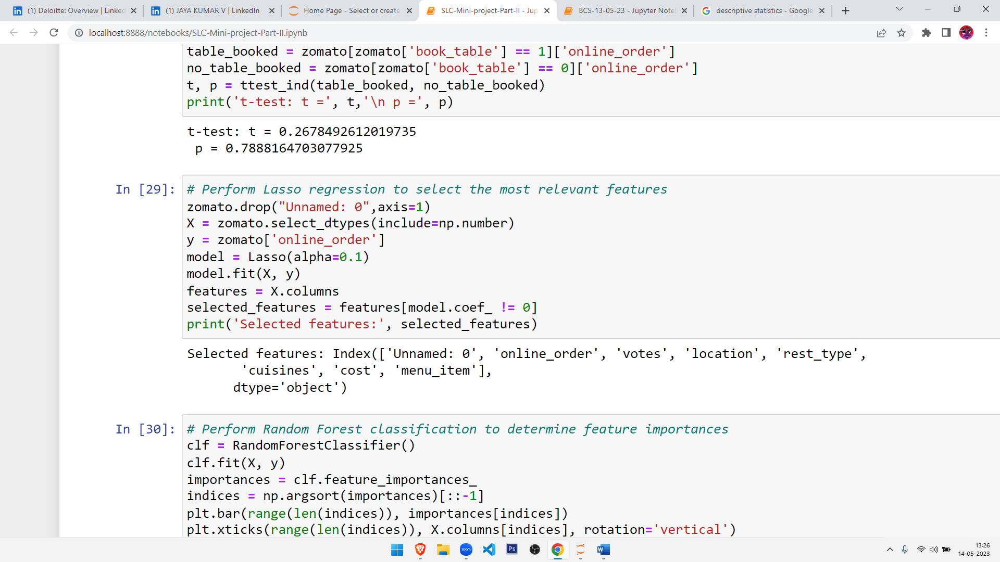 (1) Deloitte: Overview | Linked
(1) JAYA KUMAR V | LinkedIn
Home Page - Select or create
SLC-Mini-project-Part-II - Jup
BCS-13-05-23 - Jupyter Note
descriptive statistics - Google
localhost:8888/notebooks/SLC-Mini-project-Part-II.ipynb
table_booked = zomato[zomato['book_table'] == 1]['online_order']
no_table_booked = zomato[zomato['book_table'] == 0]['online_order']
t, p = ttest_ind(table_booked, no_table_booked)
print('t-test: t =', t,'\n p =', p)
t-test: t = 0.2678492612019735
p = 0.7888164703077925
In [29]:
# Perform Lasso regression to select the most relevant features
zomato.drop("Unnamed: 0",axis=1)
X = zomato.select_dtypes(include=np.number)
y = zomato['online_order']
model = Lasso(alpha=0.1)
model.fit(X, y)
features = X.columns
selected_features = features[model.coef_ != 0]
print('Selected features:', selected_features)
Selected features: Index(['Unnamed: 0', 'online_order', 'votes', 'location', 'rest_type',
'cuisines', 'cost', 'menu_item'],
dtype='object')
In [30]:
# Perform Random Forest classification to determine feature importances
clf = RandomForestClassifier()
clf.fit(X, y)
importances = clf.feature_importances_
indices = np.argsort(importances)[::-1]
plt.bar(range(len(indices)), importances[indices])
plt.xticks(range(len(indices)), X.columns[indices], rotation='vertical')
zoom
Ps
W
13:26
14-05-2023